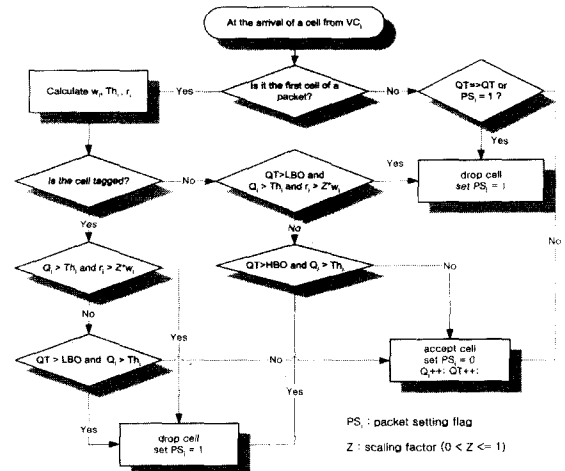 At the arrival of a cell from VCᵢ
Calculate wᵢ, Thᵢ, rᵢ
Yes
Is it the first cell of a
packet?
No
QT=>QT or
PSᵢ = 1 ?
Yes
Is the cell tagged?
No
QT>LBO and
Qᵢ > Thᵢ and rᵢ > Z*wᵢ
Yes
drop cell
set PSᵢ = 1
Yes
No
No
Qᵢ > Thᵢ and rᵢ > Z*wᵢ
QT>HBO and Qᵢ > Thᵢ
No
No
Yes
QT > LBO and Qᵢ > Thᵢ
No
accept cell
set PSᵢ = 0
Qᵢ++; QT++;
Yes
Yes
drop cell
set PSᵢ = 1
PSᵢ : packet setting flag
Z : scaling factor (0 < Z <= 1)